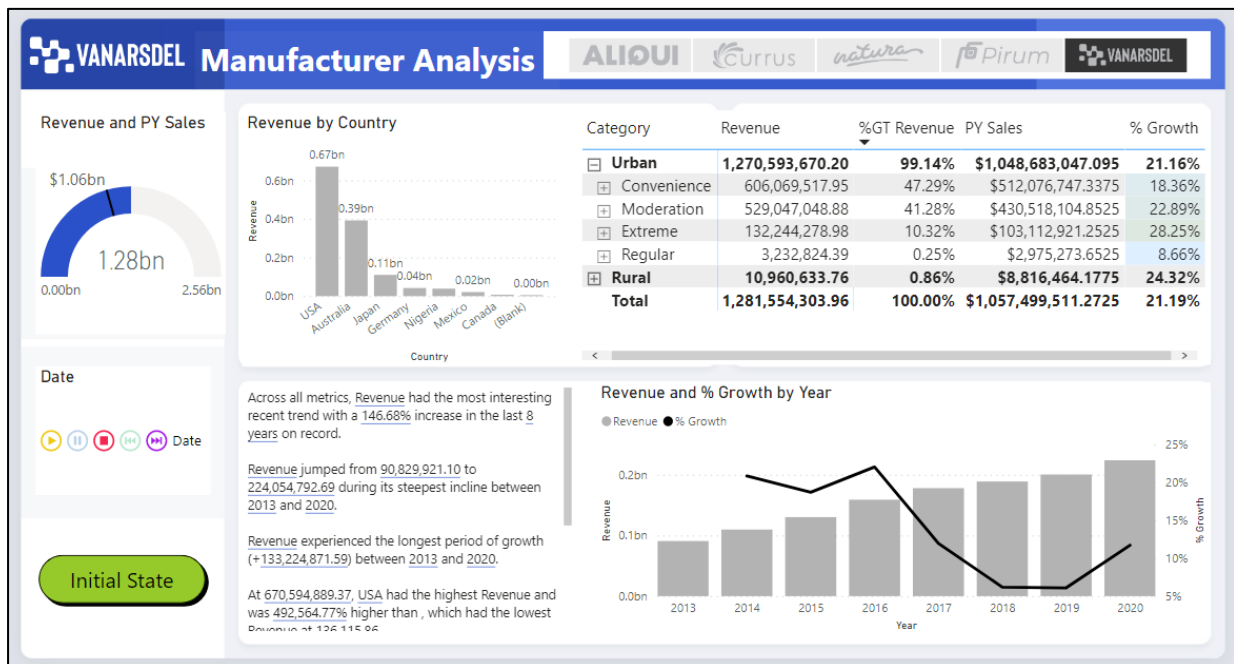 VANARSDEL Manufacturer Analysis
ALIQUI
Currus
natura
Pirum
VANARSDEL
Revenue and PY Sales
$1.06bn
1.28bn
0.00bn 2.56bn
Date
Date
Initial State
Revenue by Country
Revenue
0.6bn
0.4bn
0.2bn
0.0bn
0.67bn
0.39bn
0.11bn
0.04bn
0.02bn
0.00bn
USA
Australia
Japan
Germany
Nigeria
Mexico
Canada
(Blank)
Country
Category Revenue %GT Revenue PY Sales % Growth
Urban 1,270,593,670.20 99.14% $1,048,683,047.095 21.16%
Convenience 606,069,517.95 47.29% $512,076,747.3375 18.36%
Moderation 529,047,048.88 41.28% $430,518,104.8525 22.89%
Extreme 132,244,278.98 10.32% $103,112,921.2525 28.25%
Regular 3,232,824.39 0.25% $2,975,273.6525 8.66%
Rural 10,960,633.76 0.86% $8,816,464.1775 24.32%
Total 1,281,554,303.96 100.00% $1,057,499,511.2725 21.19%
Across all metrics, Revenue had the most interesting
recent trend with a 146.68% increase in the last 8
years on record.
Revenue jumped from 90,829,921.10 to
224,054,792.69 during its steepest incline between
2013 and 2020.
Revenue experienced the longest period of growth
(+133,224,871.59) between 2013 and 2020.
At 670,594,889.37, USA had the highest Revenue and
was 492,564.77% higher than , which had the lowest
Revenue at 136,115.86
Revenue and % Growth by Year
Revenue % Growth
Revenue
0.2bn
0.1bn
0.0bn
25%
20%
15%
10%
5%
% Growth
2013 2014 2015 2016 2017 2018 2019 2020
Year